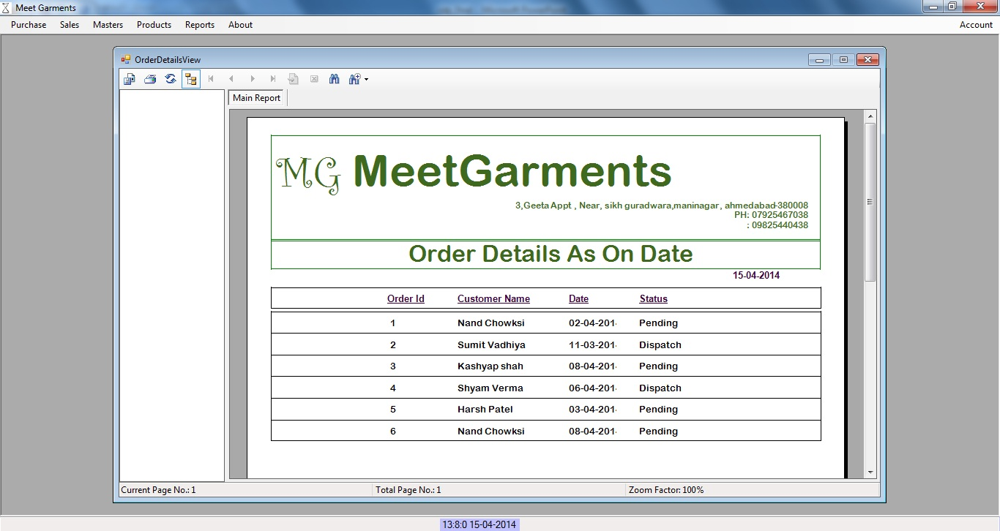 Meet Garments
Purchase Sales Masters Products Reports About Account
OrderDetailsView
Main Report
MG MeetGarments
3,Geeta Appt , Near, sikh guradwara,maninagar, ahmedabad-380008
PH: 07925467038
: 09825440438
Order Details As On Date
15-04-2014
Order Id Customer Name Date Status
1 Nand Chowksi 02-04-201 Pending
2 Sumit Vadhiya 11-03-201 Dispatch
3 Kashyap shah 08-04-201 Pending
4 Shyam Verma 06-04-201 Dispatch
5 Harsh Patel 03-04-201 Pending
6 Nand Chowksi 08-04-201 Pending
Current Page No.: 1 Total Page No.: 1 Zoom Factor: 100%
13:8:0 15-04-2014